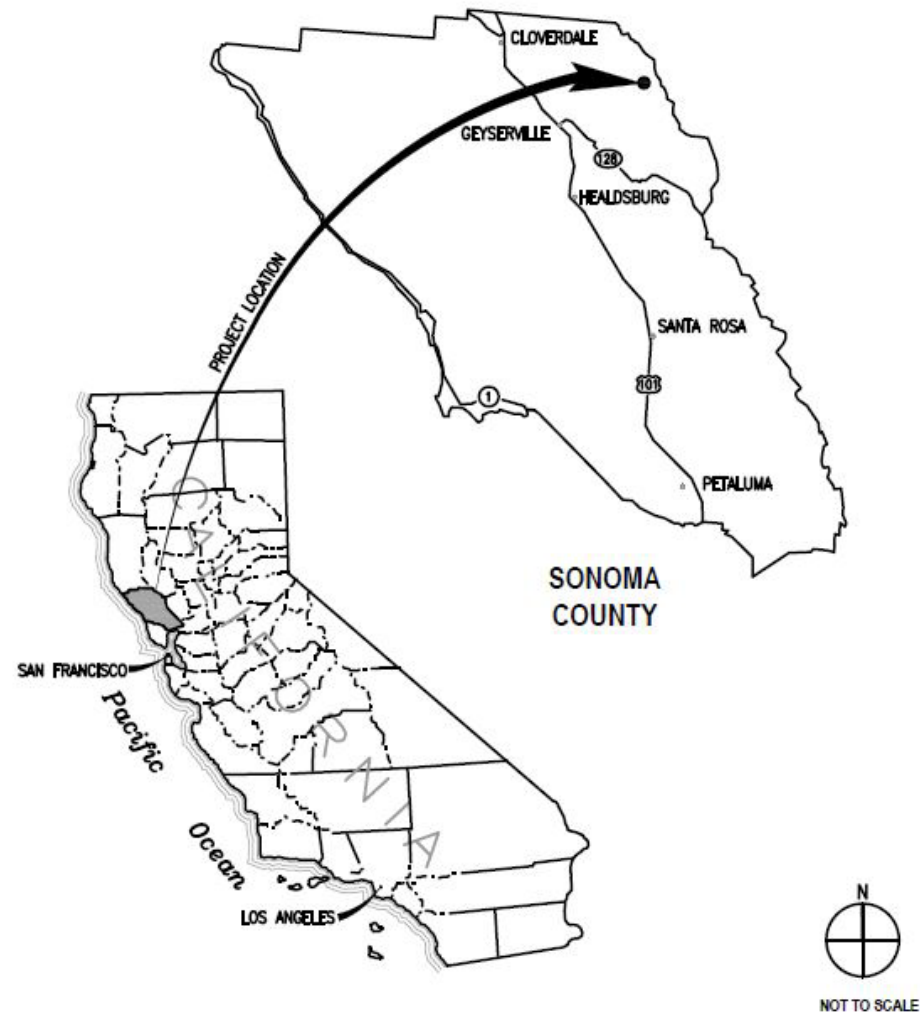 CLOVERDALE
GEYSERVILLE
128
HEALDSBURG
PROJECT LOCATION
SANTA ROSA
101
1
PETALUMA
SONOMA
COUNTY
CALIFORNIA
SAN FRANCISCO
Pacific
Ocean
LOS ANGELES
N
NOT TO SCALE